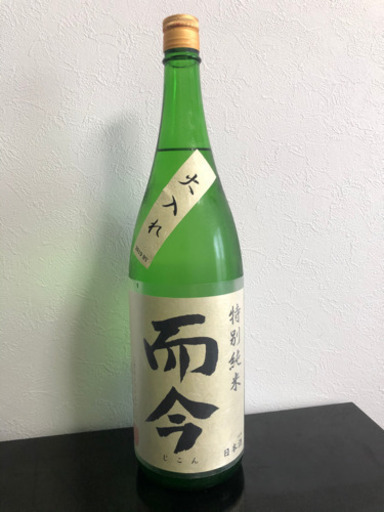 火入れ
特別純米
而今
じこん
日本酒